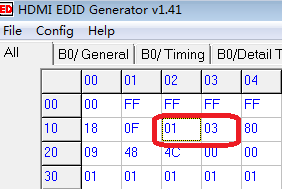 ED HDMI EDID Generator v1.41
File Config Help
All B0/ General B0/ Timing B0/Detail T
00 01 02 03 04
00 00 FF FF FF FF
10 18 0F 01 03 80
20 09 48 4C 00 00
30 01 01 01 01 01